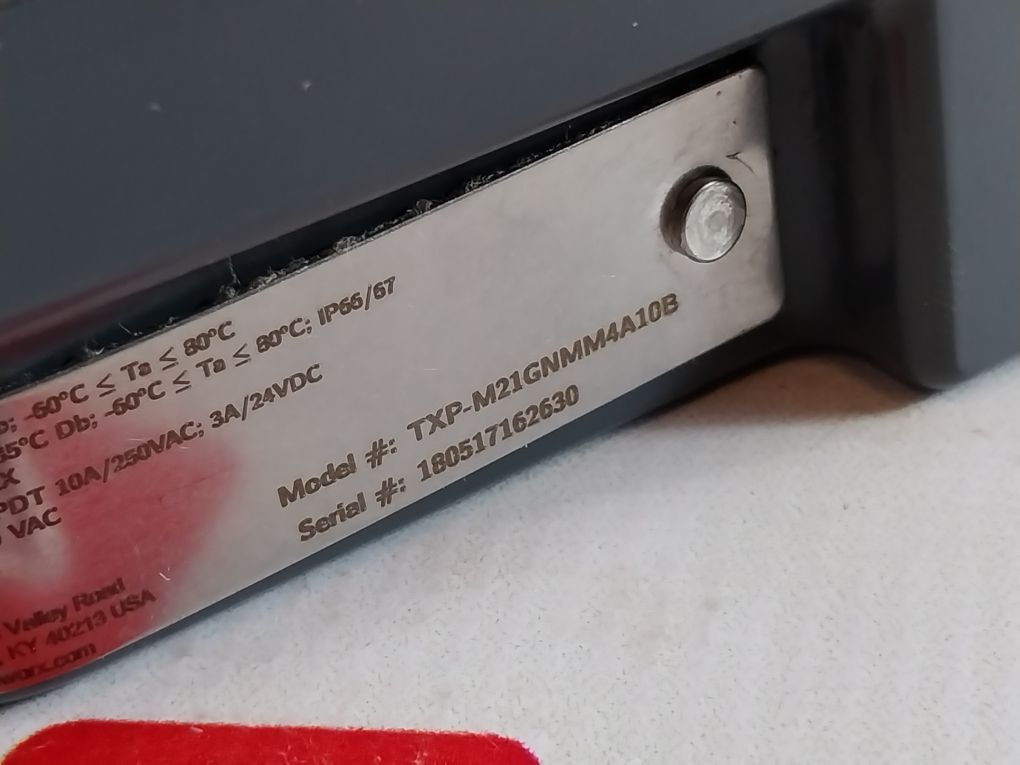 -60°C ≤ Ta ≤ 80°C
°C Db; -60°C ≤ Ta ≤ 80°C; IP66/67
X
PDT 10A/250VAC; 3A/24VDC
VAC
Model #: TXP-M21GNMM4A10B
Serial #: 180517162630
Valley Road
KY 40213 USA
.com